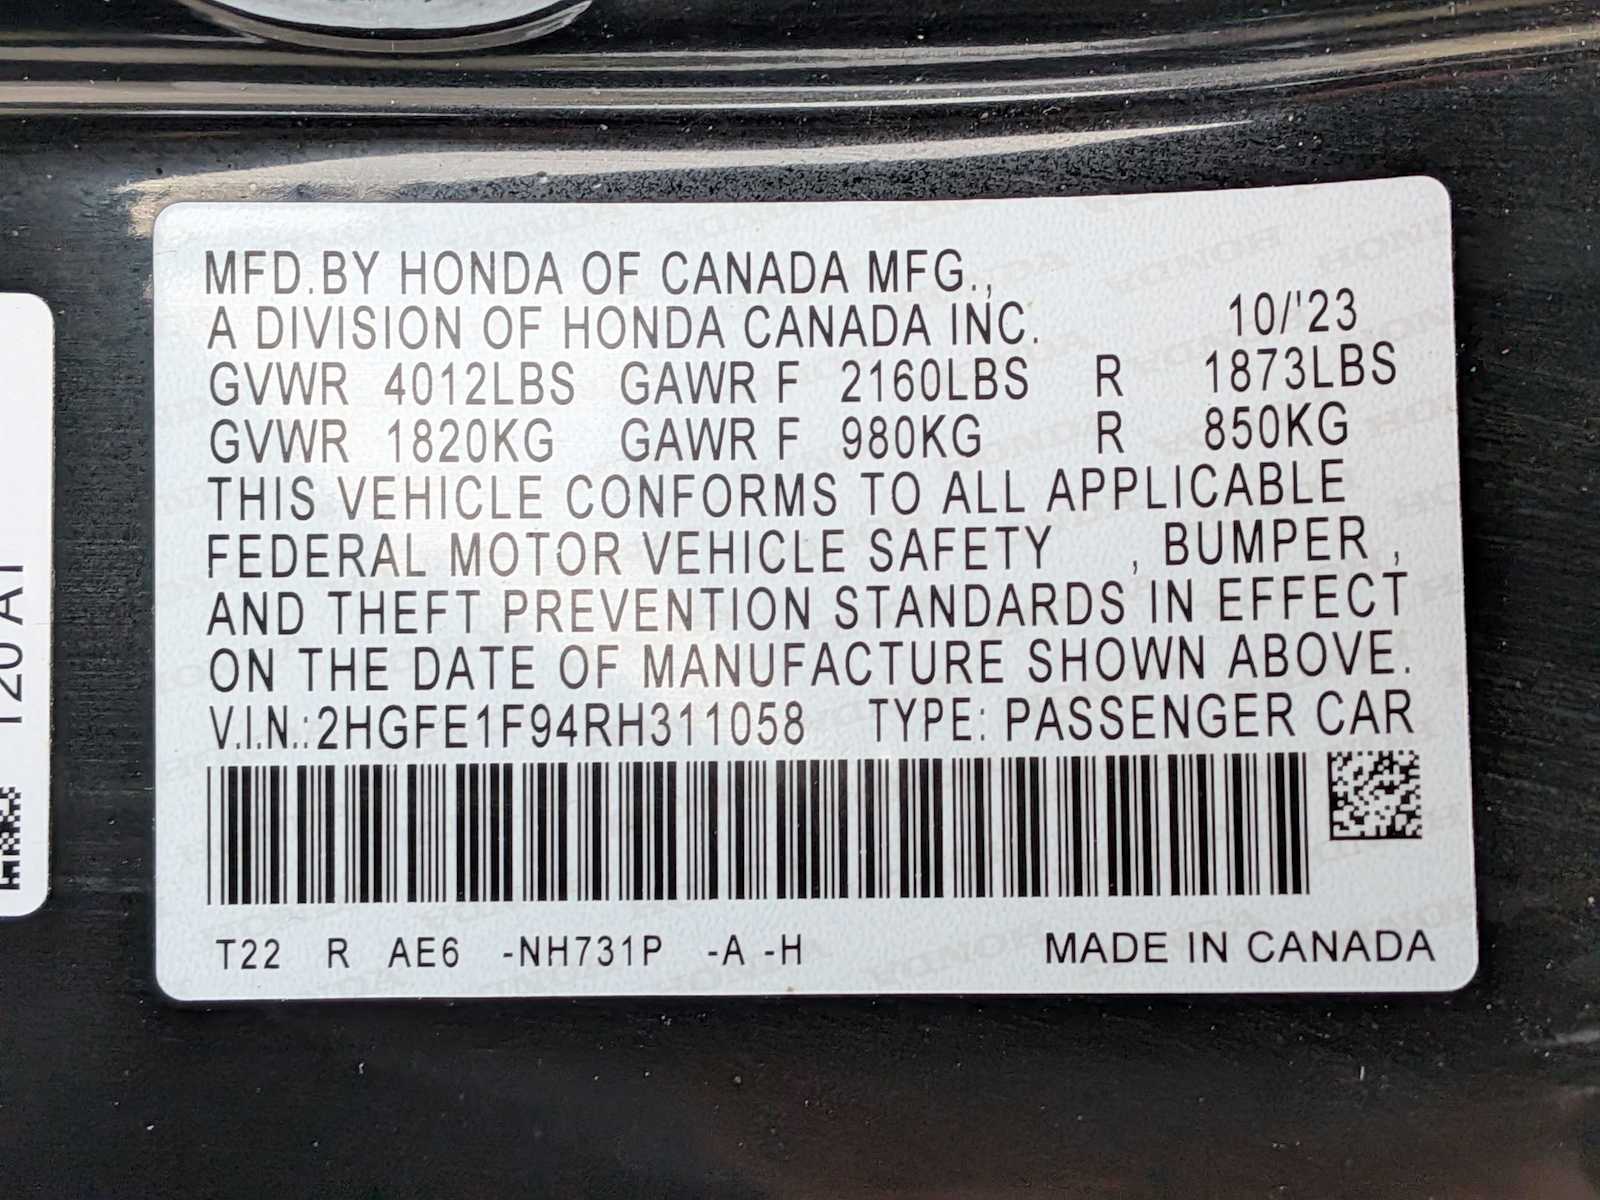 MFD.BY HONDA OF CANADA MFG.,
A DIVISION OF HONDA CANADA INC. 10/'23
GVWR 4012LBS GAWR F 2160LBS R 1873LBS
GVWR 1820KG GAWR F 980KG R 850KG
THIS VEHICLE CONFORMS TO ALL APPLICABLE
FEDERAL MOTOR VEHICLE SAFETY , BUMPER ,
AND THEFT PREVENTION STANDARDS IN EFFECT
ON THE DATE OF MANUFACTURE SHOWN ABOVE.
V.I.N.:2HGFE1F94RH311058 TYPE: PASSENGER CAR
T22 R AE6 -NH731P -A -H MADE IN CANADA